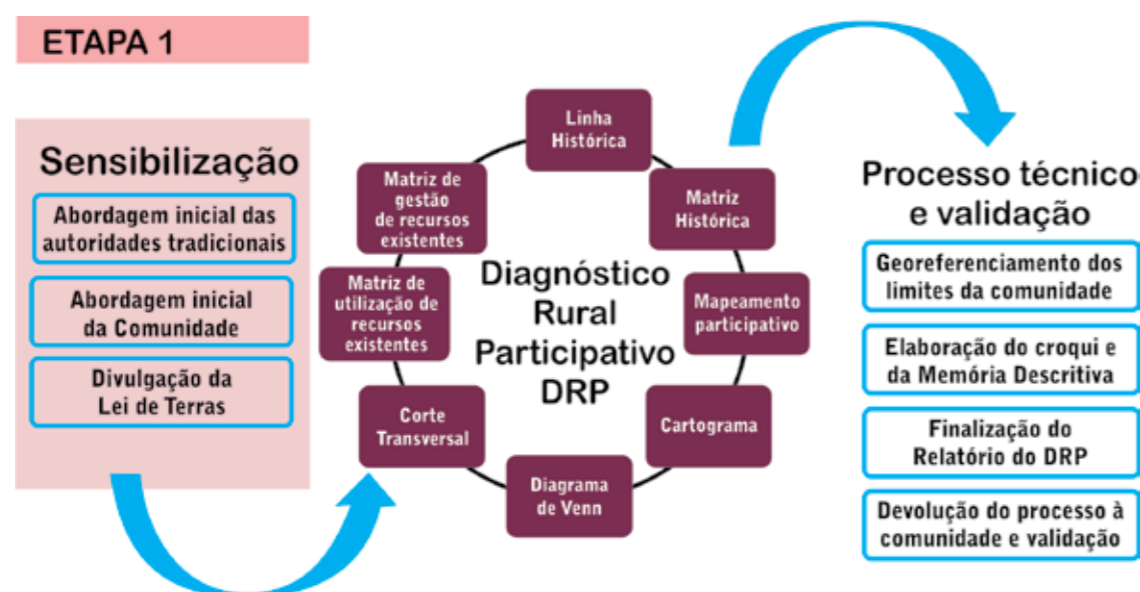 ETAPA 1
Sensibilização
Abordagem inicial das
autoridades tradicionais
Abordagem inicial
da Comunidade
Divulgação da
Lei de Terras
Linha
Histórica
Matriz
Histórica
Mapeamento
participativo
Cartograma
Diagrama
de Venn
Corte
Transversal
Matriz de
utilização de
recursos
existentes
Matriz de
gestão
de recursos
existentes
Diagnóstico
Rural
Participativo
DRP
Processo técnico
e validação
Georeferenciamento dos
limites da comunidade
Elaboração do croqui e
da Memória Descritiva
Finalização do
Relatório do DRP
Devolução do processo à
comunidade e validação